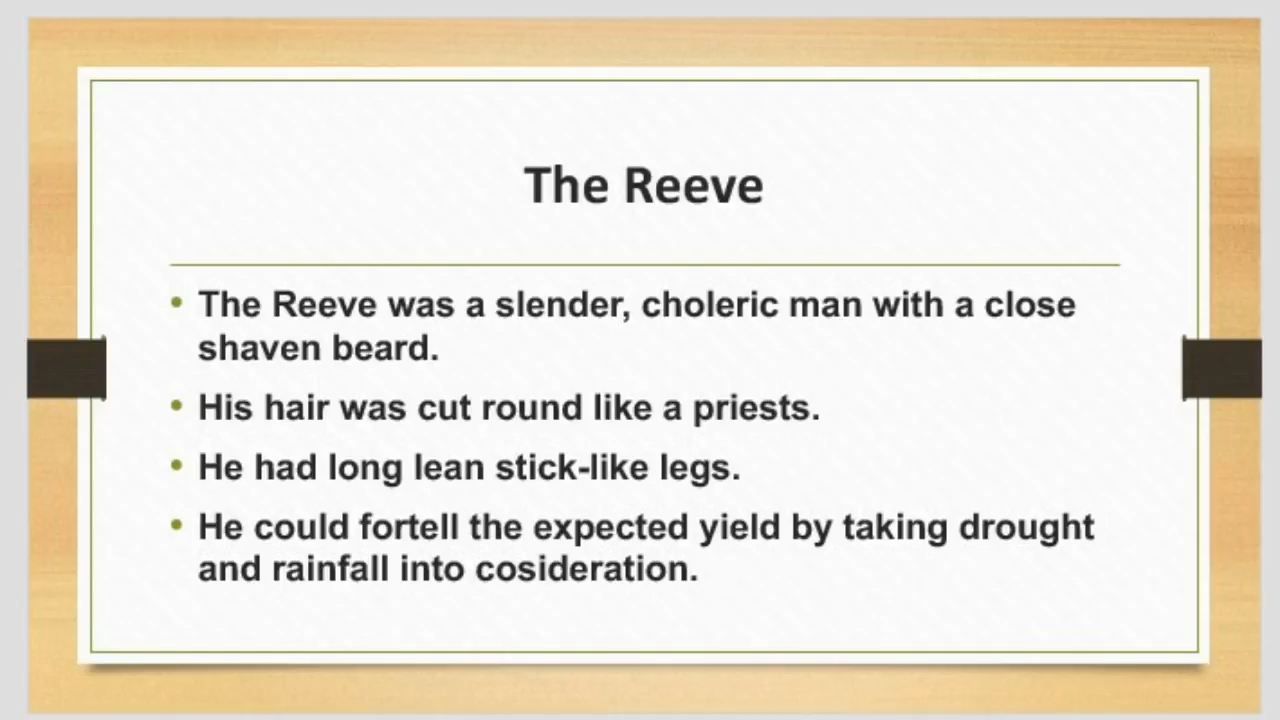 The Reeve
• The Reeve was a slender, choleric man with a close
shaven beard.
• His hair was cut round like a priests.
• He had long lean stick-like legs.
• He could fortell the expected yield by taking drought
and rainfall into cosideration.